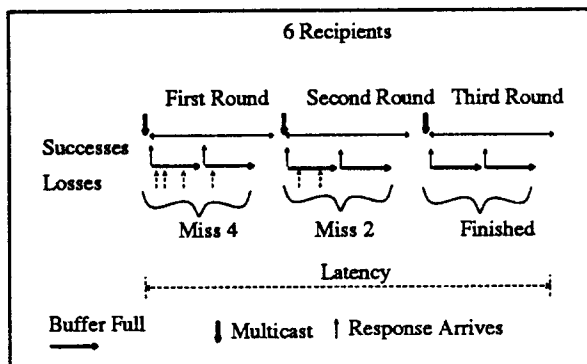 6 Recipients
First Round Second Round Third Round
Successes
Losses
Miss 4 Miss 2 Finished
Latency
Buffer Full Multicast Response Arrives